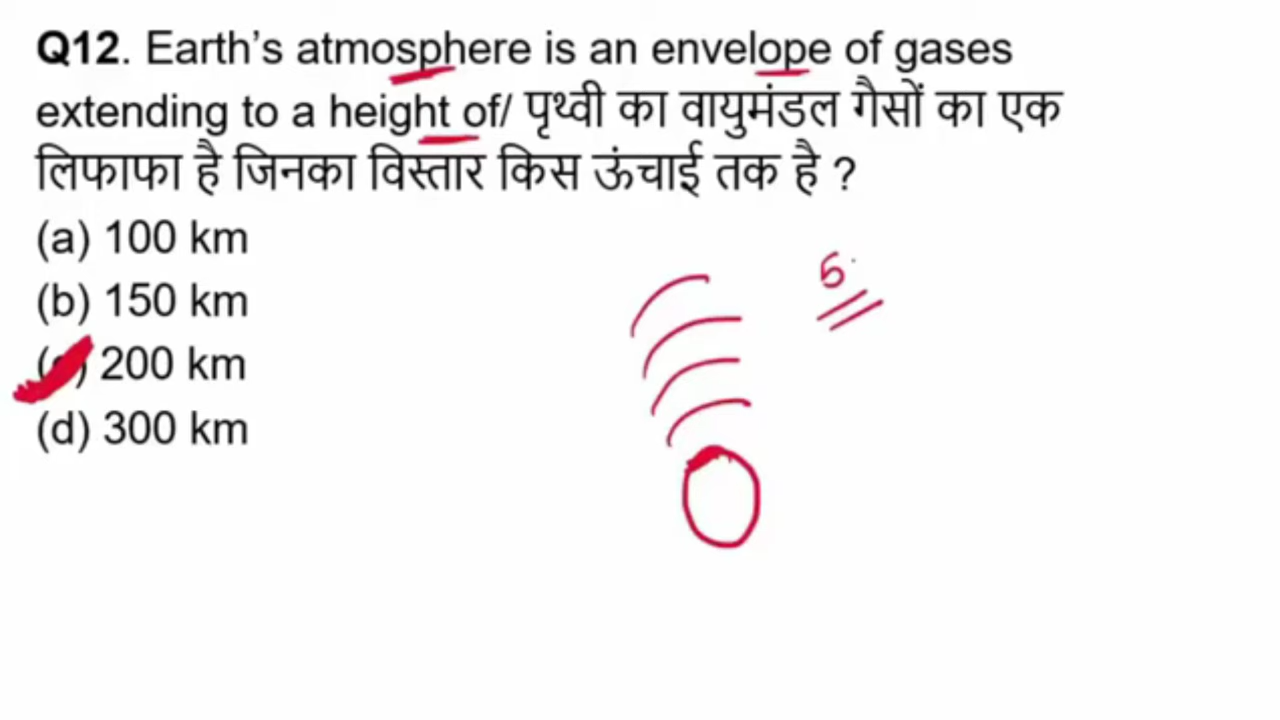 Q12. Earth's atmosphere is an envelope of gases
extending to a height of/ पृथ्वी का वायुमंडल गैसों का एक
लिफाफा है जिनका विस्तार किस ऊंचाई तक है ?
(a) 100 km
(b) 150 km
200 km
(d) 300 km
5